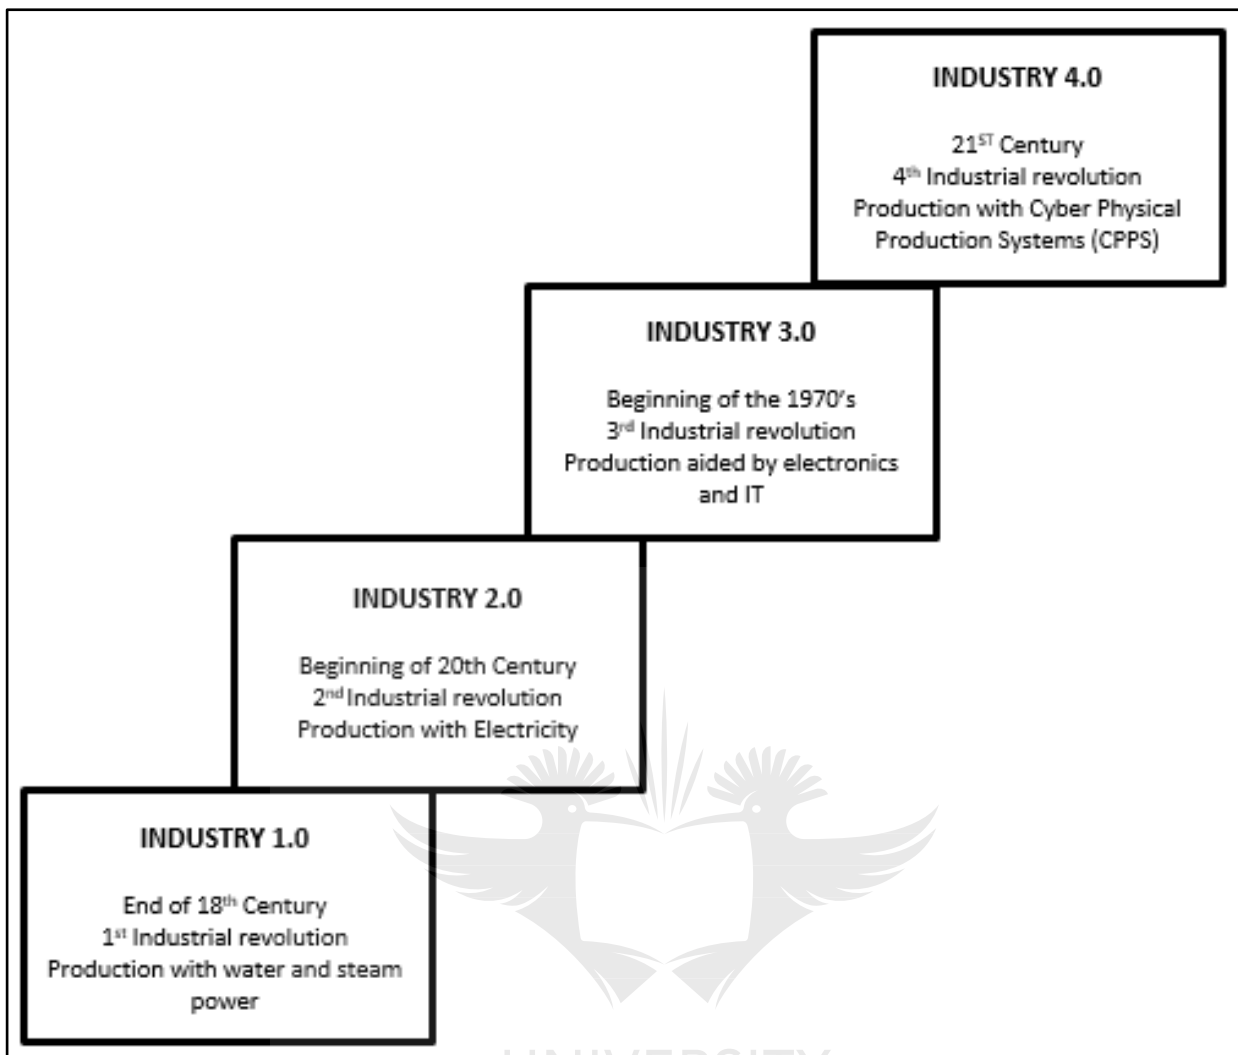 INDUSTRY 4.0
21ST Century
4th Industrial revolution
Production with Cyber Physical
Production Systems (CPPS)
INDUSTRY 3.0
Beginning of the 1970's
3rd Industrial revolution
Production aided by electronics
and IT
INDUSTRY 2.0
Beginning of 20th Century
2nd Industrial revolution
Production with Electricity
INDUSTRY 1.0
End of 18th Century
1st Industrial revolution
Production with water and steam
power
UNIVERSITY